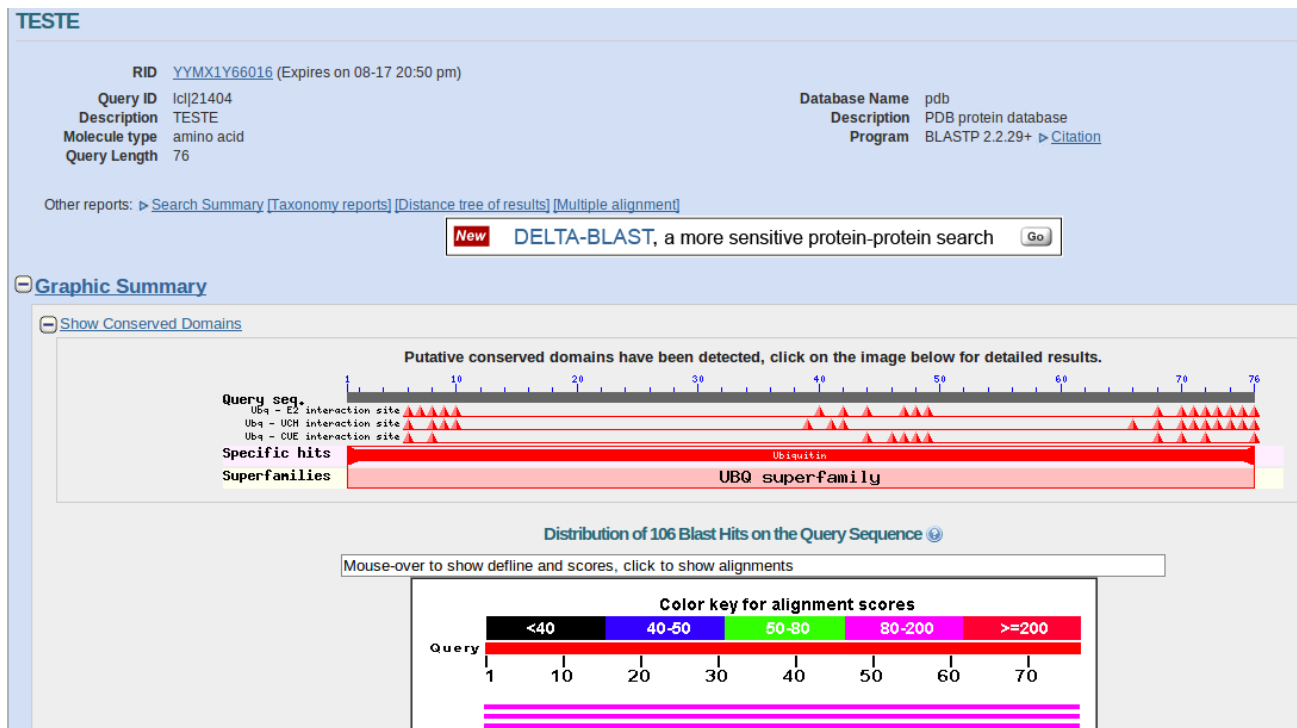 TESTE
RID YYMX1Y66016 (Expires on 08-17 20:50 pm)
Query ID lcl|21404
Description TESTE
Molecule type amino acid
Query Length 76
Database Name pdb
Description PDB protein database
Program BLASTP 2.2.29+ Citation
Other reports: Search Summary [Taxonomy reports] [Distance tree of results] [Multiple alignment]
New DELTA-BLAST, a more sensitive protein-protein search Go
Graphic Summary
Show Conserved Domains
Putative conserved domains have been detected, click on the image below for detailed results.
1 10 20 30 40 50 60 70 76
Query seq.
Ubq - E2 interaction site
Ubq - UCH interaction site
Ubq - CUE interaction site
Specific hits Ubiquitin
Superfamilies UBQ superfamily
Distribution of 106 Blast Hits on the Query Sequence
Mouse-over to show defline and scores, click to show alignments
Color key for alignment scores
<40 40-50 50-80 80-200 >=200
Query
1 10 20 30 40 50 60 70